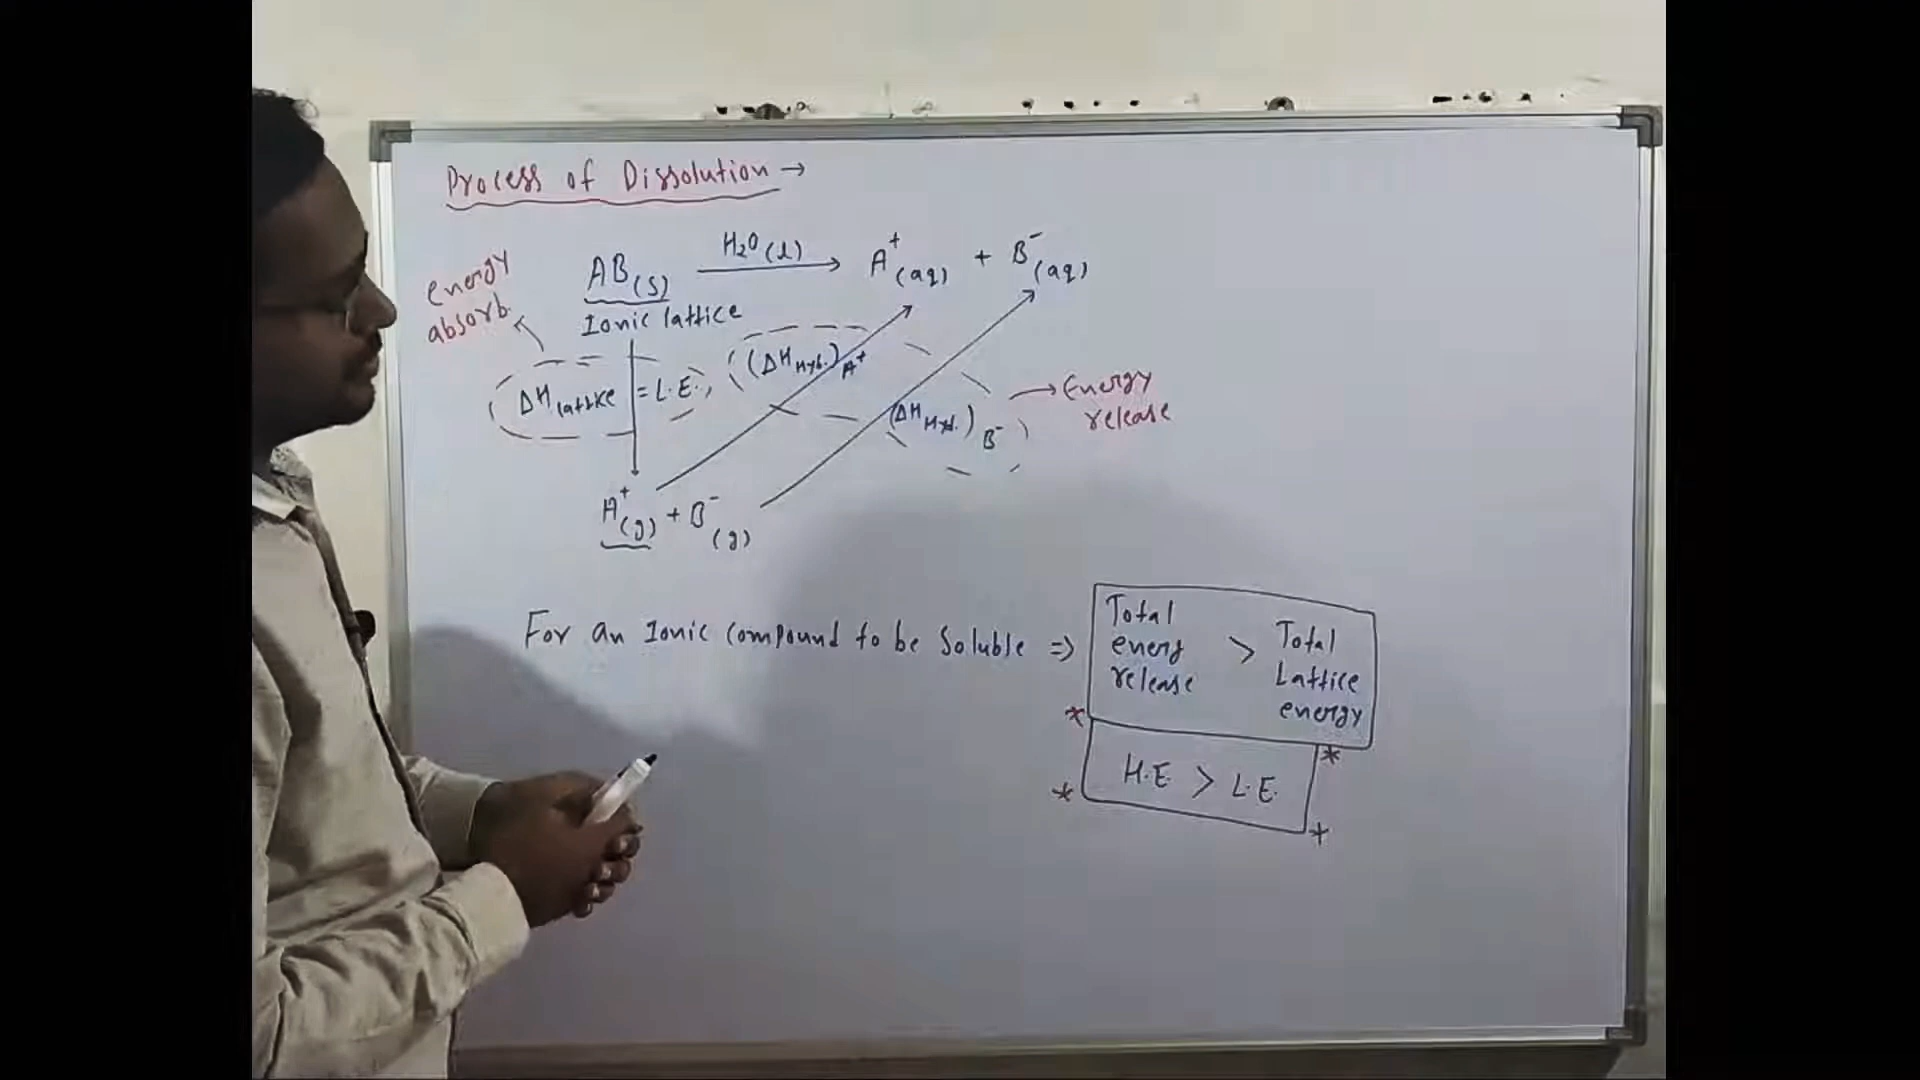 Process of Dissolution →
AB(s) H₂O(l) → A⁺(aq) + B⁻(aq)
Ionic lattice
energy
absorb.
ΔH lattice = L.E.,
(ΔH Hyd.) A⁺
(ΔH Hyd.) B⁻
→ Energy
release
A⁺(g) + B⁻(g)
For an Ionic compound to be soluble ⇒
Total
energ
release
>
Total
Lattice
energy
H.E. > L.E.